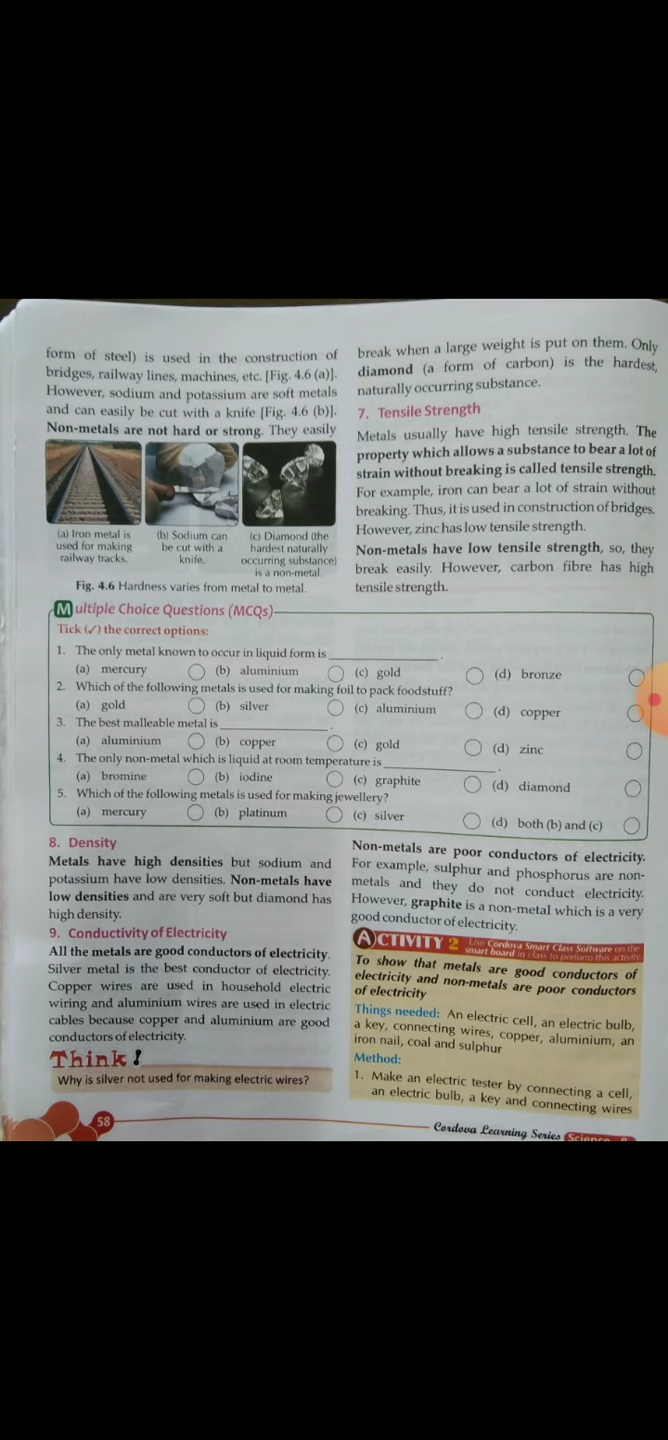 form of steel) is used in the construction of
bridges, railway lines, machines, etc. [Fig. 4.6 (a)].
However, sodium and potassium are soft metals
and can easily be cut with a knife [Fig. 4.6 (b)].
Non-metals are not hard or strong. They easily
(a) Iron metal is
used for making
railway tracks.
(b) Sodium can
be cut with a
knife.
(c) Diamond (the
hardest naturally
occurring substance)
is a non-metal.
Fig. 4.6 Hardness varies from metal to metal.
break when a large weight is put on them. Only
diamond (a form of carbon) is the hardest,
naturally occurring substance.
7. Tensile Strength
Metals usually have high tensile strength. The
property which allows a substance to bear a lot of
strain without breaking is called tensile strength.
For example, iron can bear a lot of strain without
breaking. Thus, it is used in construction of bridges.
However, zinc has low tensile strength.
Non-metals have low tensile strength, so, they
break easily. However, carbon fibre has high
tensile strength.
Multiple Choice Questions (MCQs)
Tick (✓) the correct options:
1. The only metal known to occur in liquid form is ____________.
(a) mercury (b) aluminium (c) gold (d) bronze
2. Which of the following metals is used for making foil to pack foodstuff?
(a) gold (b) silver (c) aluminium (d) copper
3. The best malleable metal is ____________.
(a) aluminium (b) copper (c) gold (d) zinc
4. The only non-metal which is liquid at room temperature is ____________.
(a) bromine (b) iodine (c) graphite (d) diamond
5. Which of the following metals is used for making jewellery?
(a) mercury (b) platinum (c) silver (d) both (b) and (c)
8. Density
Metals have high densities but sodium and
potassium have low densities. Non-metals have
low densities and are very soft but diamond has
high density.
9. Conductivity of Electricity
All the metals are good conductors of electricity.
Silver metal is the best conductor of electricity.
Copper wires are used in household electric
wiring and aluminium wires are used in electric
cables because copper and aluminium are good
conductors of electricity.
Think!
Why is silver not used for making electric wires?
Non-metals are poor conductors of electricity.
For example, sulphur and phosphorus are non-
metals and they do not conduct electricity.
However, graphite is a non-metal which is a very
good conductor of electricity.
ACTIVITY 2 Use Cordova Smart Class Software on the
smart board in class to perform this activity
To show that metals are good conductors of
electricity and non-metals are poor conductors
of electricity
Things needed: An electric cell, an electric bulb,
a key, connecting wires, copper, aluminium, an
iron nail, coal and sulphur
Method:
1. Make an electric tester by connecting a cell,
an electric bulb, a key and connecting wires
58
Cordova Learning Series Science